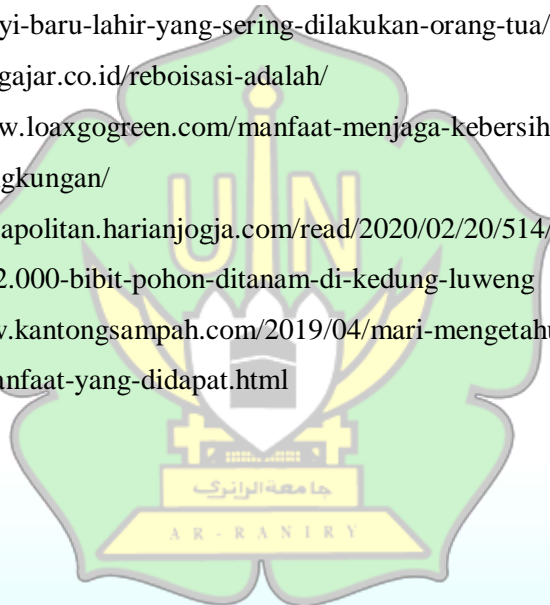 yi-baru-lahir-yang-sering-dilakukan-orang-tua/
gajar.co.id/reboisasi-adalah/
w.loaxgogreen.com/manfaat-menjaga-kebersih
gkungan/
apolitan.harianjogja.com/read/2020/02/20/514/
2.000-bibit-pohon-ditanam-di-kedung-luweng
w.kantongsampah.com/2019/04/mari-mengetahu
anfaat-yang-didapat.html
UIN
جامعة الرانري
AR-RANIRY